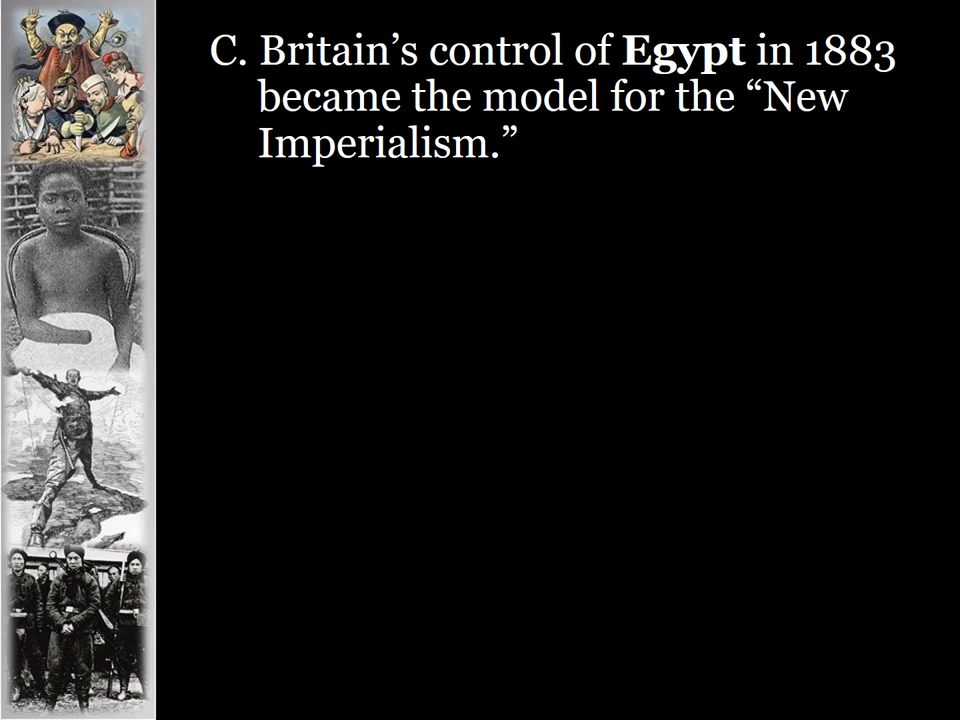 C. Britain’s control of Egypt in 1883
became the model for the “New
Imperialism.”